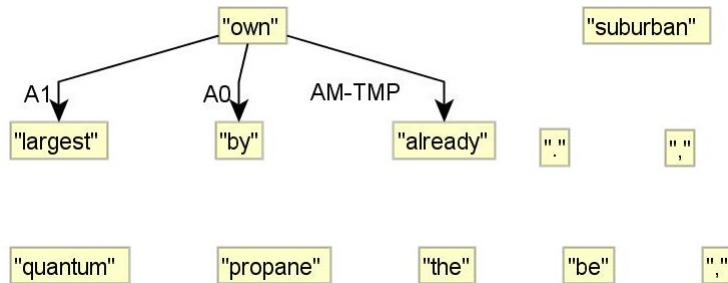 "own" "suburban"
A1 A0 AM-TMP
"largest" "by" "already" "." ","
"quantum" "propane" "the" "be" ","